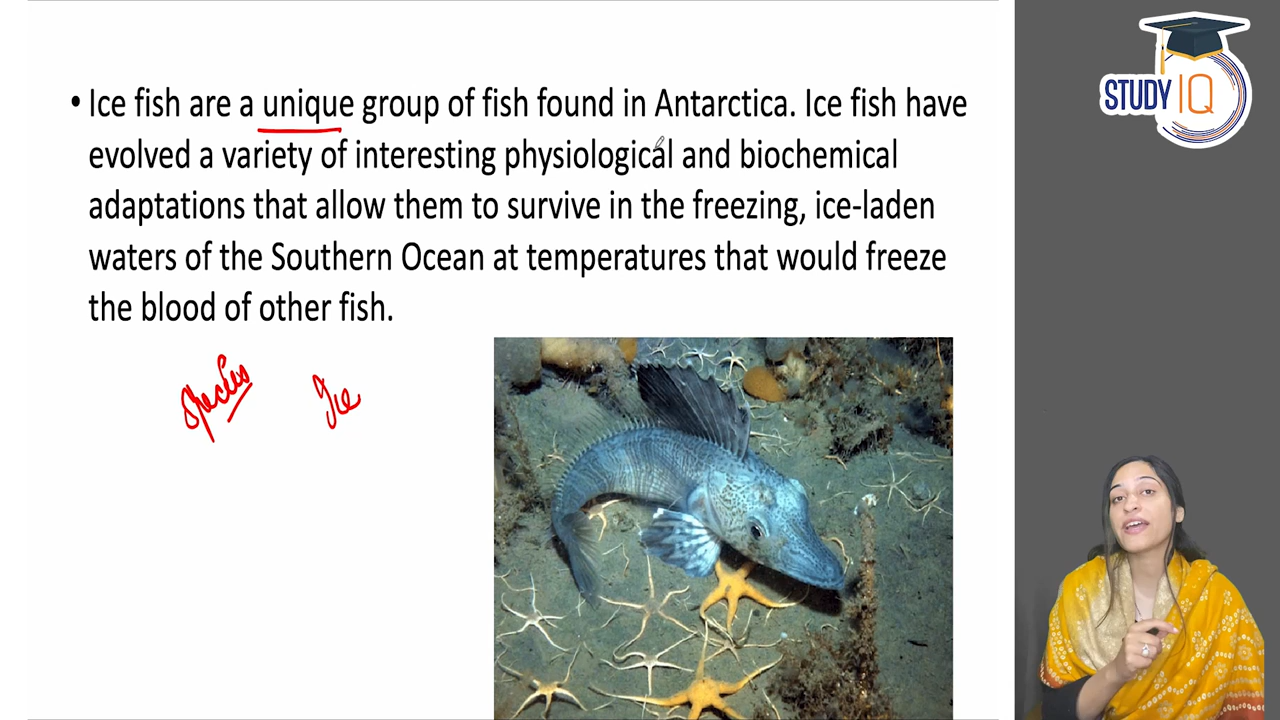 • Ice fish are a unique group of fish found in Antarctica. Ice fish have
evolved a variety of interesting physiological and biochemical
adaptations that allow them to survive in the freezing, ice-laden
waters of the Southern Ocean at temperatures that would freeze
the blood of other fish.
Species Ice
STUDY IQ